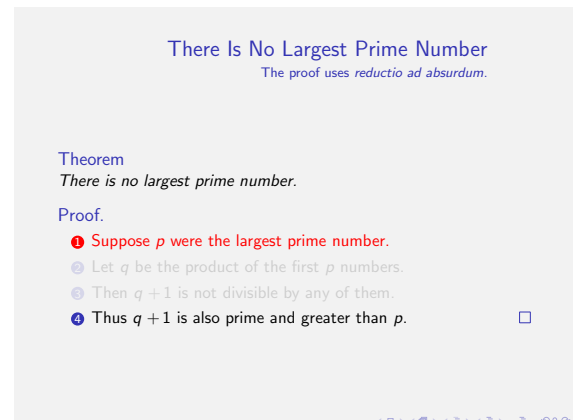 There Is No Largest Prime Number
The proof uses reductio ad absurdum.
Theorem
There is no largest prime number.
Proof.
1 Suppose p were the largest prime number.
2 Let q be the product of the first p numbers.
3 Then q + 1 is not divisible by any of them.
4 Thus q + 1 is also prime and greater than p. □